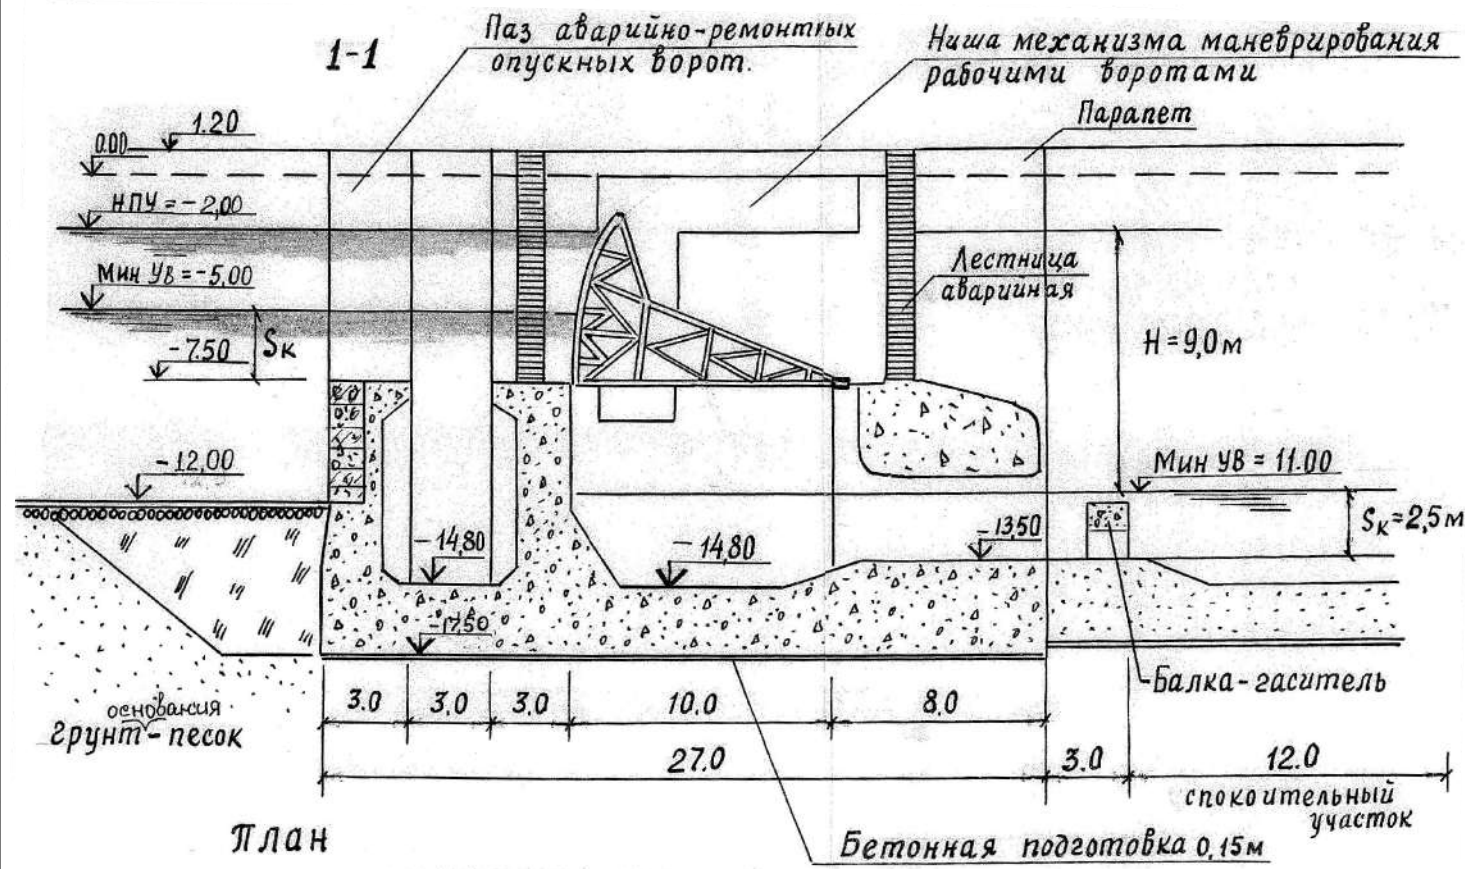 1-1
Паз аварийно-ремонтных
опускных ворот.
Ниша механизма маневрирования
рабочими воротами
Парапет
1.20
0.00
НПУ = -2,00
Мин УВ = -5,00
-7.50
Sк
Лестница
аварийная
H = 9,0 м
-12,00
Мин УВ = 11.00
Sк = 2,5 м
-14,80
-14,80
-13,50
-17,50
Балка-гаситель
основания
грунт - песок
3.0
3.0
3.0
10.0
8.0
27.0
3.0
12.0
спокоительный
участок
План
Бетонная подготовка 0,15м